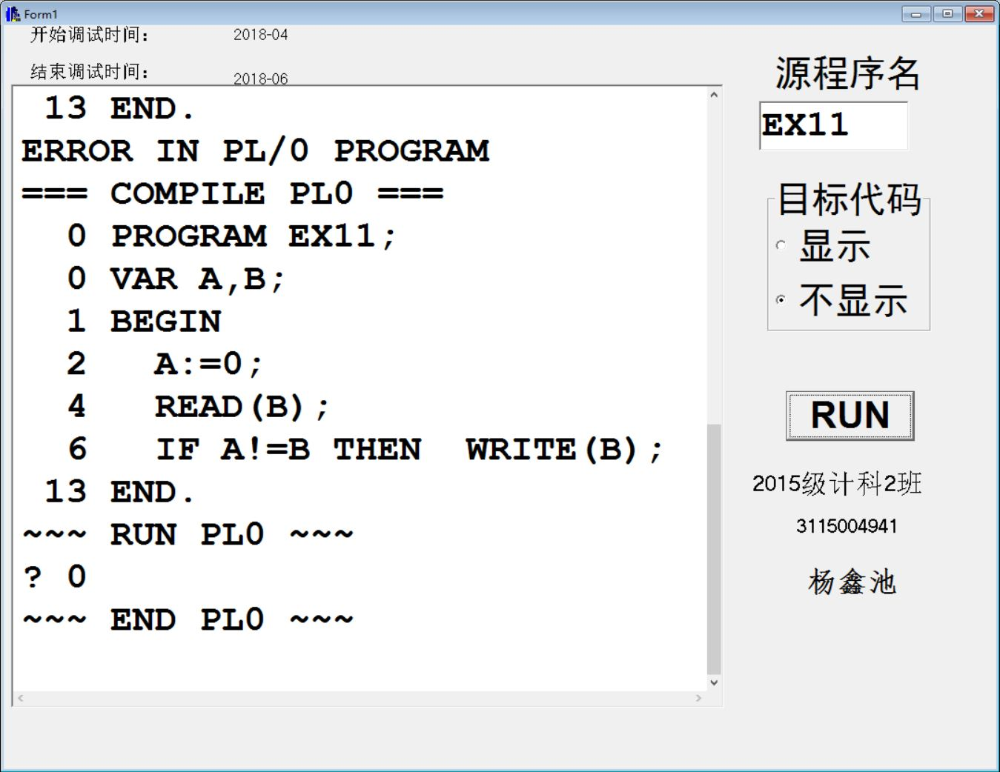 Form1
开始调试时间：
2018-04
结束调试时间：
2018-06
 13 END.
ERROR IN PL/0 PROGRAM
=== COMPILE PL0 ===
  0 PROGRAM EX11;
  0 VAR A,B;
  1 BEGIN
  2   A:=0;
  4   READ(B);
  6   IF A!=B THEN  WRITE(B);
 13 END.
~~~ RUN PL0 ~~~
? 0
~~~ END PL0 ~~~
源程序名
EX11
目标代码
显示
不显示
RUN
2015级计科2班
3115004941
杨鑫池